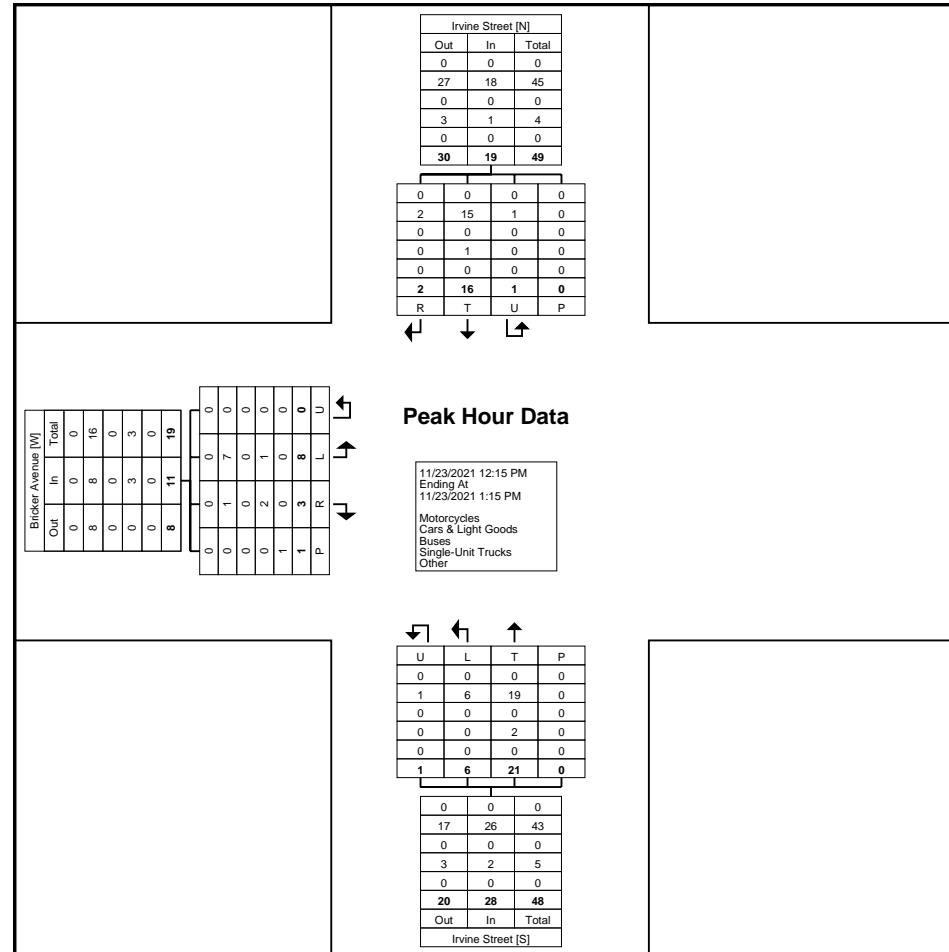 Irvine Street [N]
Out In Total
0 0 0
27 18 45
0 0 0
3 1 4
0 0 0
30 19 49
0 0 0 0
2 15 1 0
0 0 0 0
0 1 0 0
0 0 0 0
2 16 1 0
R T U P
Bricker Avenue [W]
Total 0 16 0 3 0 19
In 0 8 0 3 0 11
Out 0 8 0 0 0 8
0 0 0 0 0 0 U
0 7 0 1 0 8 L
0 1 0 2 0 3 R
0 0 0 0 1 1 P
Peak Hour Data
11/23/2021 12:15 PM
Ending At
11/23/2021 1:15 PM
Motorcycles
Cars & Light Goods
Buses
Single-Unit Trucks
Other
U L T P
0 0 0 0
1 6 19 0
0 0 0 0
0 0 2 0
0 0 0 0
1 6 21 0
0 0 0
17 26 43
0 0 0
3 2 5
0 0 0
20 28 48
Out In Total
Irvine Street [S]